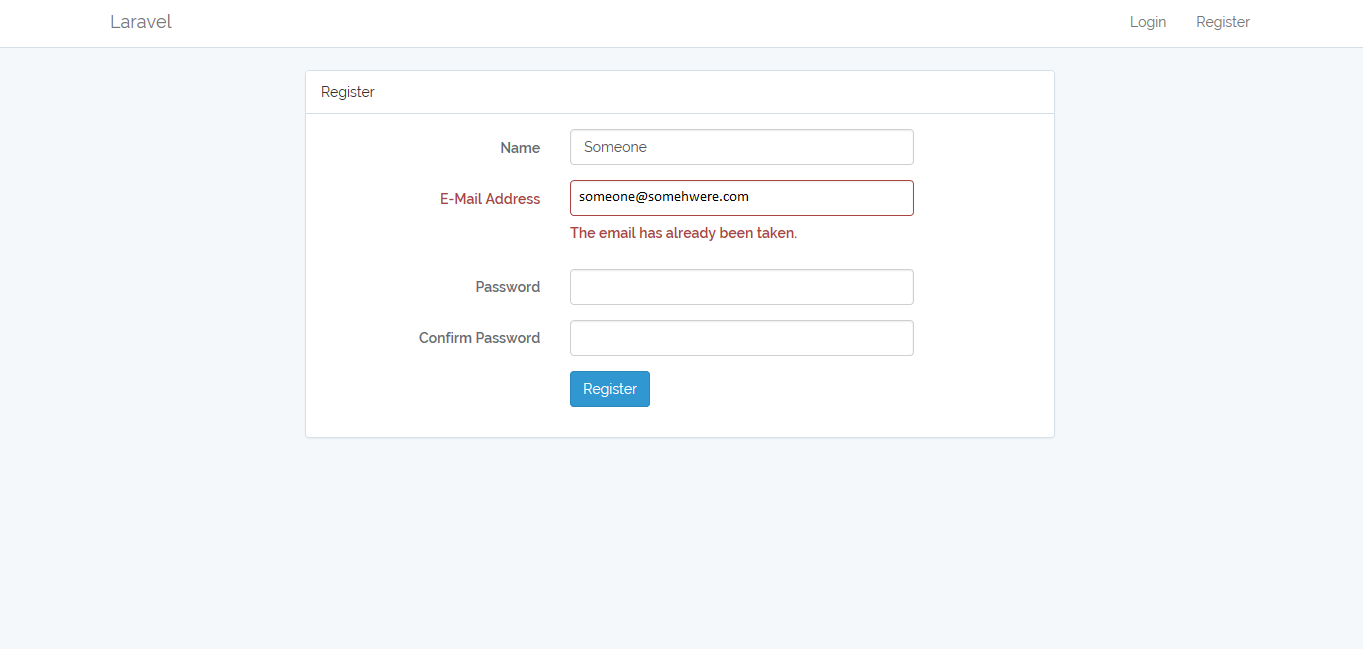 Laravel
Login
Register
Register
Name
Someone
E-Mail Address
someone@somehwere.com
The email has already been taken.
Password
Confirm Password
Register